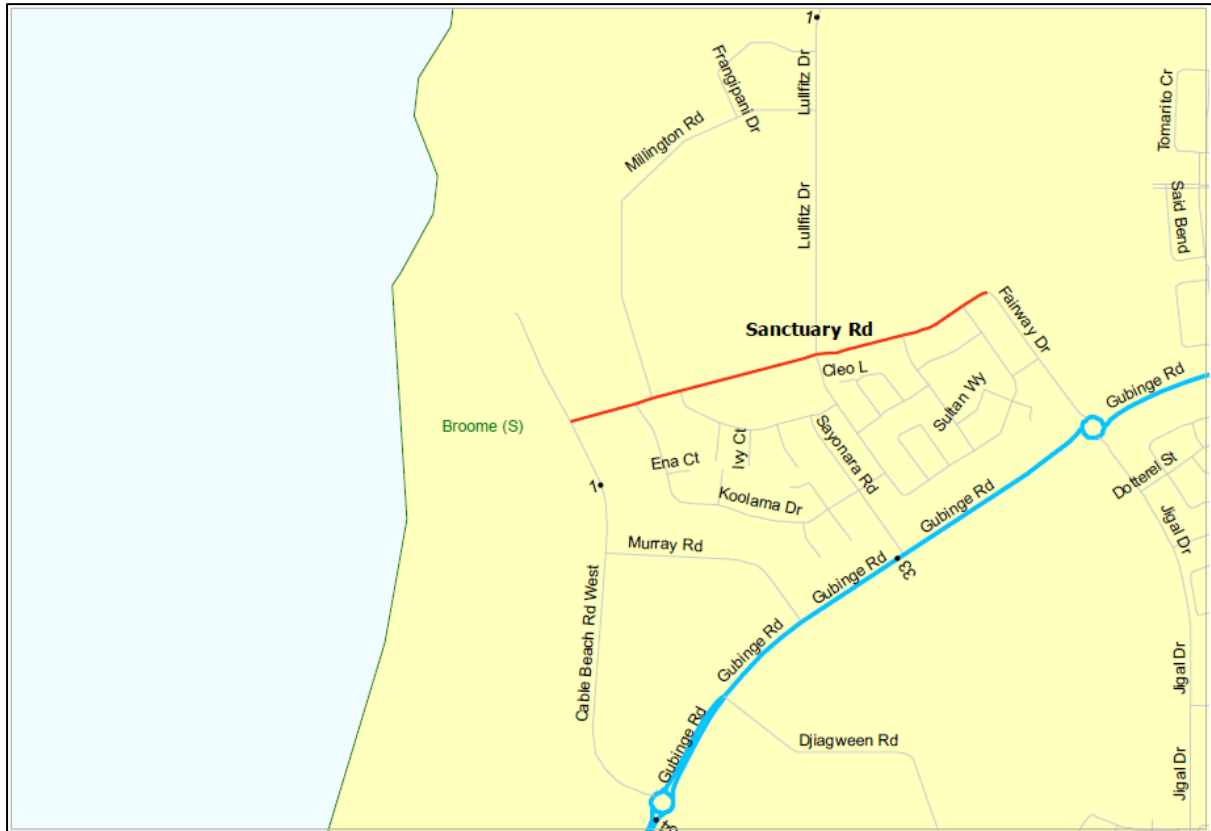 1
Frangipani Dr
Lullfitz Dr
Tomarito Cr
Millington Rd
Lullfitz Dr
Said Bend
Sanctuary Rd
Fairway Dr
Cleo L
Gubinge Rd
Sultan Wy
Broome (S)
Ena Ct
Ivy Ct
Sayonara Rd
Dotterel St
1
Koolama Dr
Gubinge Rd
Jigal Dr
Murray Rd
33
Gubinge Rd
Cable Beach Rd West
Gubinge Rd
Jigal Dr
Gubinge Rd
Djiagween Rd
Jigal Dr
34